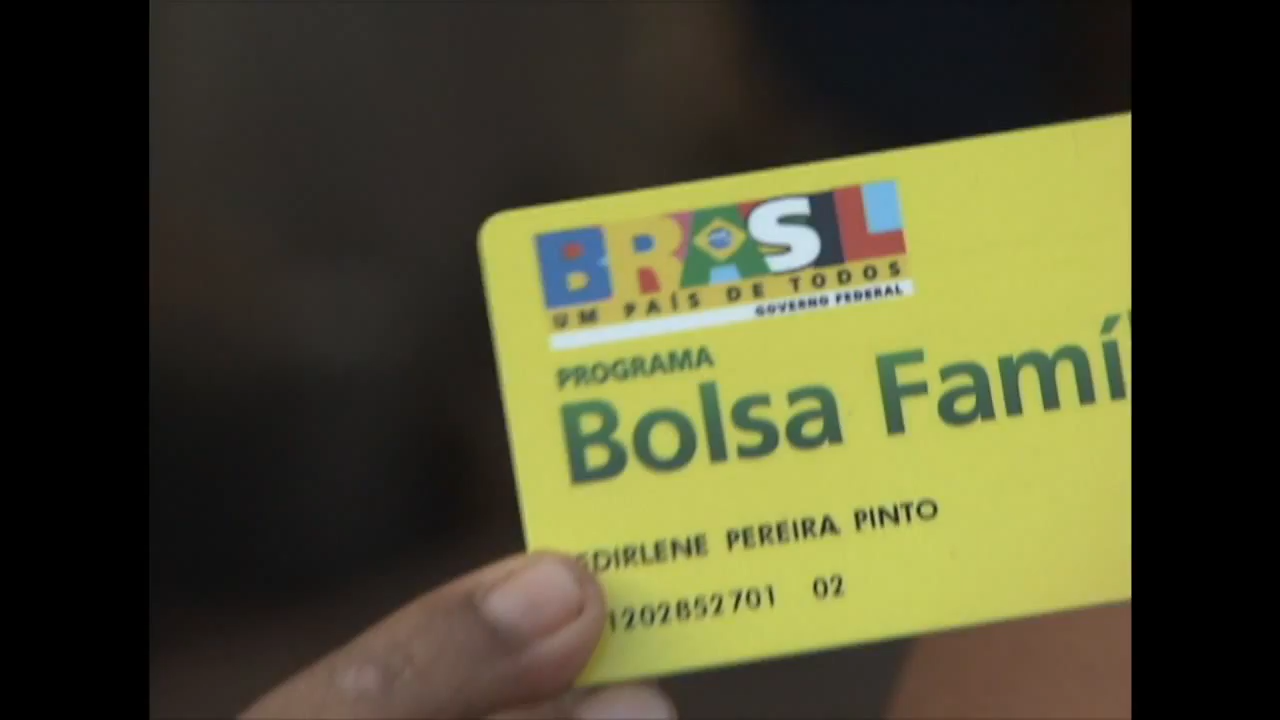 BRASIL
UM PAÍS DE TODOS
GOVERNO FEDERAL
PROGRAMA
Bolsa Famí
DIRLENE PEREIRA PINTO
1202852701 02